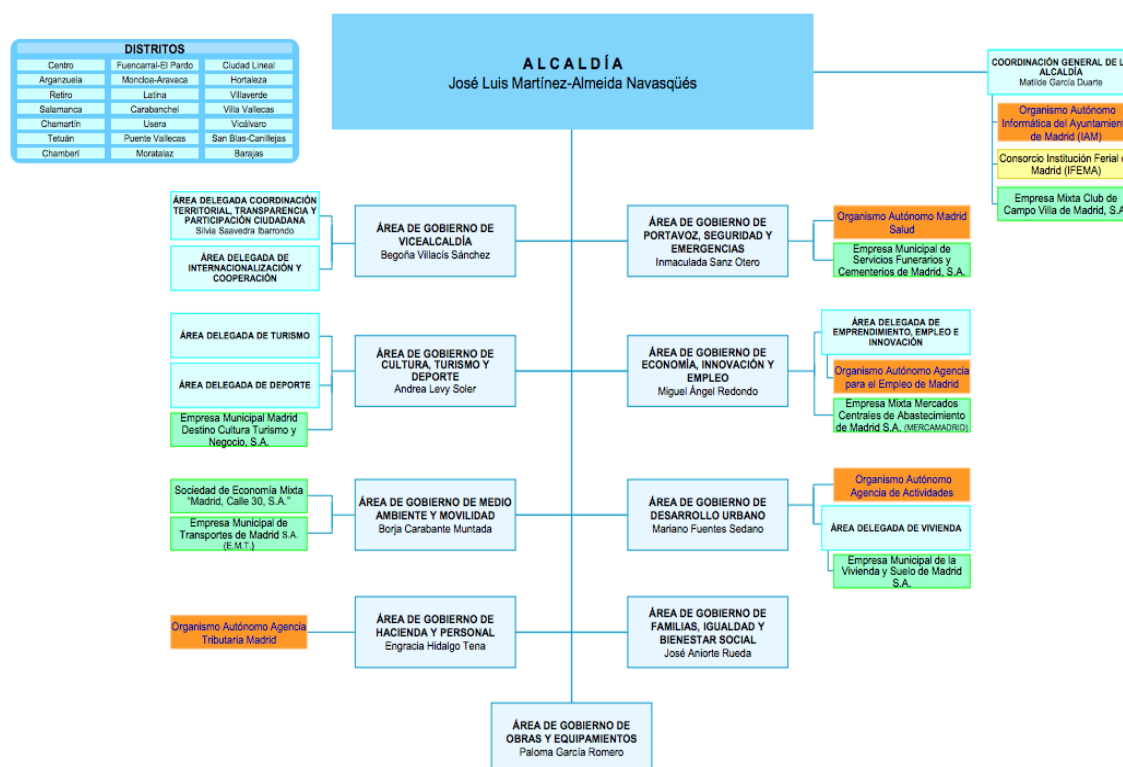 DISTRITOS
Centro Fuencarral-El Pardo Ciudad Lineal
Arganzuela Moncloa-Aravaca Hortaleza
Retiro Latina Villaverde
Salamanca Carabanchel Villa Vallecas
Chamartín Usera Vicálvaro
Tetuán Puente Vallecas San Blas-Canillejas
Chamberí Moratalaz Barajas
ALCALDÍA
José Luis Martínez-Almeida Navasqüés
COORDINACIÓN GENERAL DE L
ALCALDÍA
Matilde García Duarte
Organismo Autónomo
Informática del Ayuntamient
de Madrid (IAM)
Consorcio Institución Ferial
Madrid (IFEMA)
Empresa Mixta Club de
Campo Villa de Madrid, S.A
ÁREA DELEGADA COORDINACIÓN
TERRITORIAL, TRANSPARENCIA Y
PARTICIPACIÓN CIUDADANA
Silvia Saavedra Ibarrondo
ÁREA DELEGADA DE
INTERNACIONALIZACIÓN Y
COOPERACIÓN
ÁREA DE GOBIERNO DE
VICEALCALDÍA
Begoña Villacís Sánchez
ÁREA DE GOBIERNO DE
PORTAVOZ, SEGURIDAD Y
EMERGENCIAS
Inmaculada Sanz Otero
Organismo Autónomo Madrid
Salud
Empresa Municipal de
Servicios Funerarios y
Cementerios de Madrid, S.A.
ÁREA DELEGADA DE TURISMO
ÁREA DELEGADA DE DEPORTE
Empresa Municipal Madrid
Destino Cultura Turismo y
Negocio, S.A.
ÁREA DE GOBIERNO DE
CULTURA, TURISMO Y
DEPORTE
Andrea Levy Soler
ÁREA DE GOBIERNO DE
ECONOMÍA, INNOVACIÓN Y
EMPLEO
Miguel Ángel Redondo
ÁREA DELEGADA DE
EMPRENDIMIENTO, EMPLEO E
INNOVACIÓN
Organismo Autónomo Agencia
para el Empleo de Madrid
Empresa Mixta Mercados
Centrales de Abastecimiento
de Madrid S.A. (MERCAMADRID)
Sociedad de Economía Mixta
"Madrid, Calle 30, S.A."
Empresa Municipal de
Transportes de Madrid S.A.
(E.M.T.)
ÁREA DE GOBIERNO DE MEDIO
AMBIENTE Y MOVILIDAD
Borja Carabante Muntada
ÁREA DE GOBIERNO DE
DESARROLLO URBANO
Mariano Fuentes Sedano
Organismo Autónomo
Agencia de Actividades
ÁREA DELEGADA DE VIVIENDA
Empresa Municipal de la
Vivienda y Suelo de Madrid
S.A.
Organismo Autónomo Agencia
Tributaria Madrid
ÁREA DE GOBIERNO DE
HACIENDA Y PERSONAL
Engracia Hidalgo Tena
ÁREA DE GOBIERNO DE
FAMILIAS, IGUALDAD Y
BIENESTAR SOCIAL
José Aniorte Rueda
ÁREA DE GOBIERNO DE
OBRAS Y EQUIPAMIENTOS
Paloma García Romero